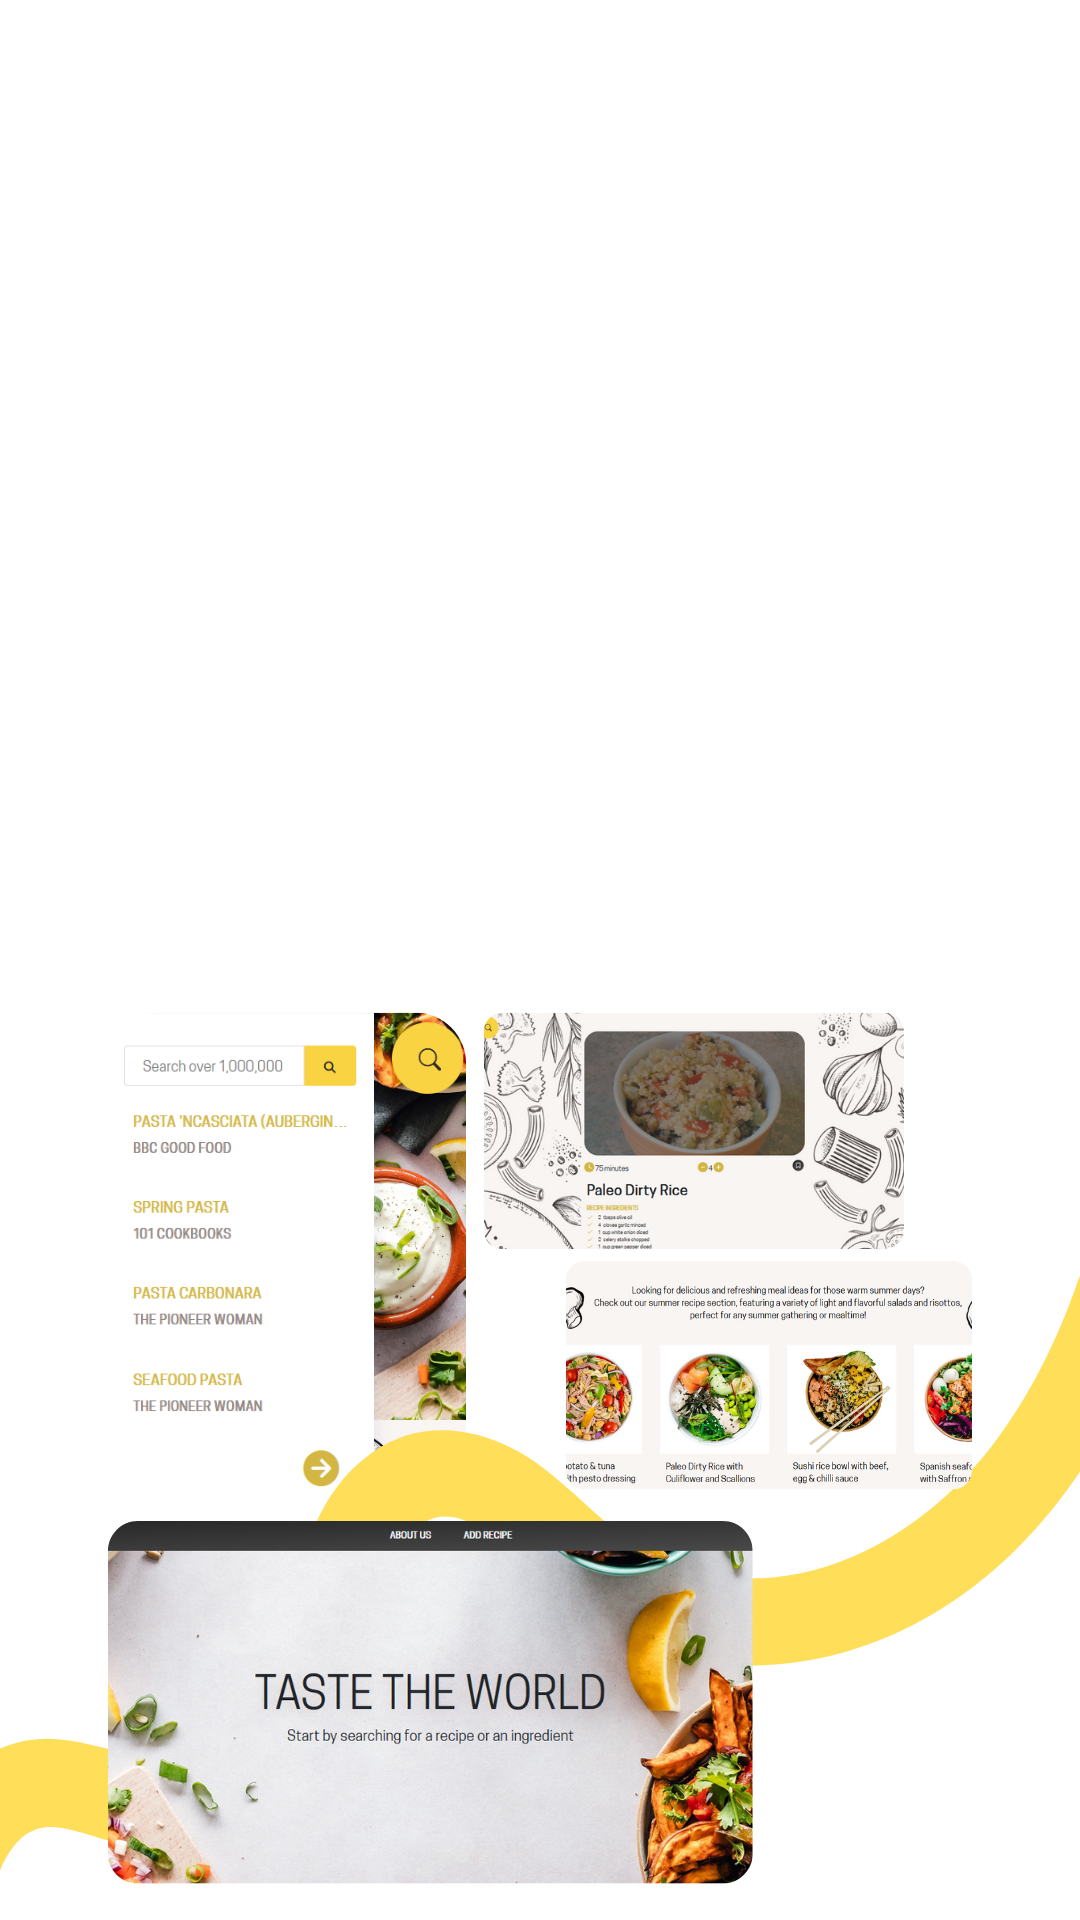 Search over 1,000,000
PASTA 'NCASCIATA (AUBERGIN...
BBC GOOD FOOD
SPRING PASTA
101 COOKBOOKS
PASTA CARBONARA
THE PIONEER WOMAN
SEAFOOD PASTA
THE PIONEER WOMAN
75 minutes
4
Paleo Dirty Rice
RECIPE INGREDIENTS
2 tbsps olive oil
4 cloves garlic minced
1 cup white onion diced
2 celery stalks chopped
1 cup green pepper diced
Looking for delicious and refreshing meal ideas for those warm summer days?
Check out our summer recipe section, featuring a variety of light and flavorful salads and risottos,
perfect for any summer gathering or mealtime!
potato & tuna
ith pesto dressing
Paleo Dirty Rice with
Culiflower and Scallions
Sushi rice bowl with beef,
egg & chilli sauce
Spanish seafo
with Saffron
ABOUT US ADD RECIPE
TASTE THE WORLD
Start by searching for a recipe or an ingredient